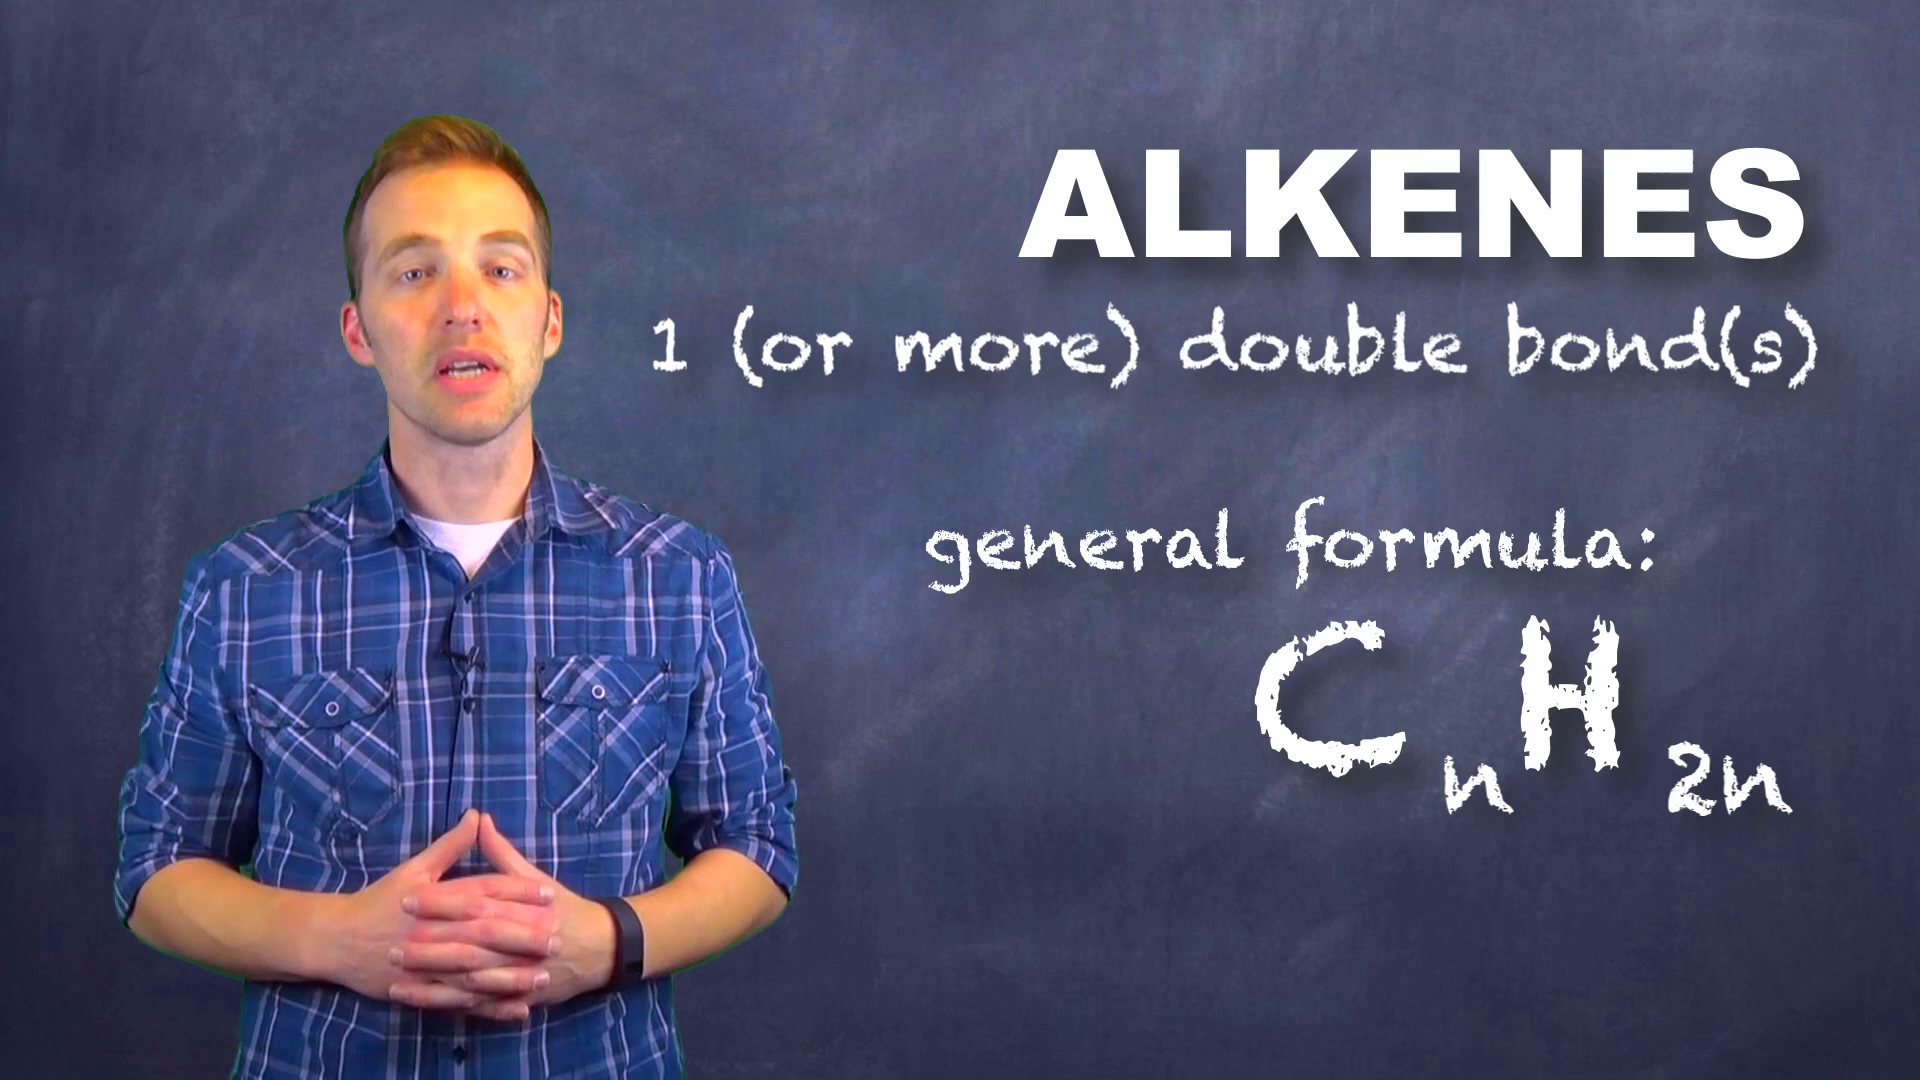 ALKENES
1 (or more) double bond(s)
general formula:
CnH2n